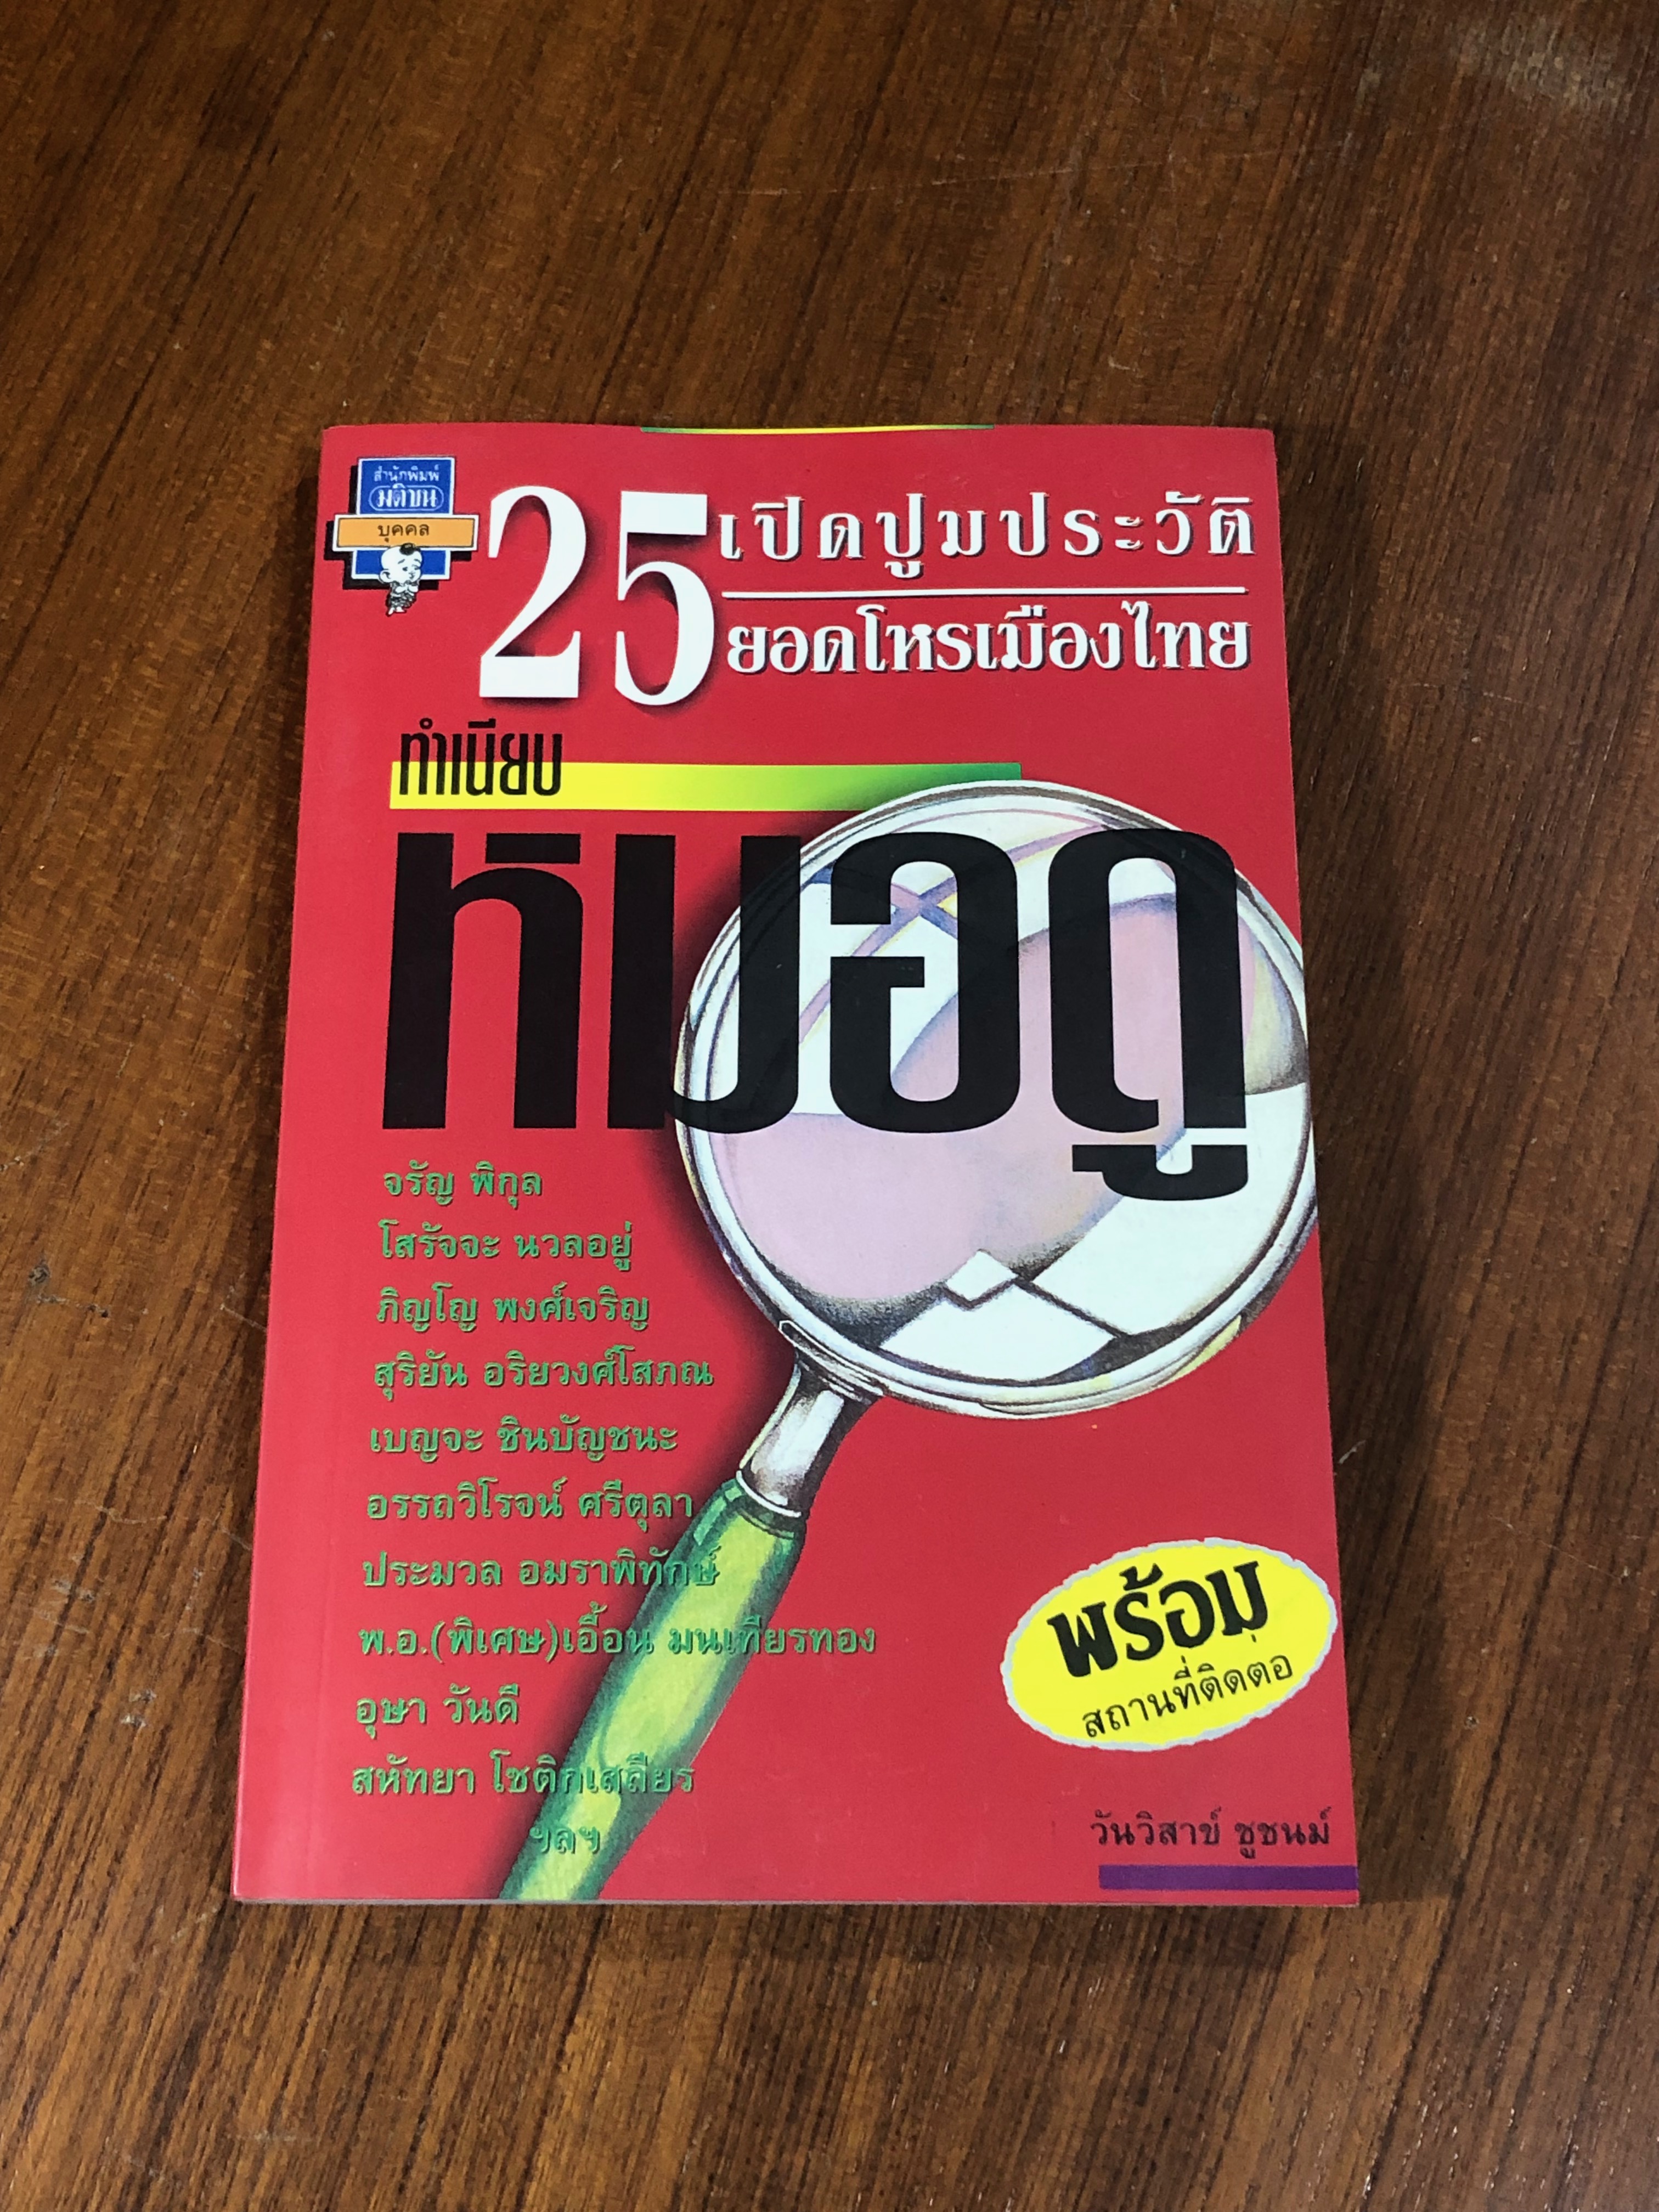 สำนักพิมพ์
มติชน
บุคคล
25 เปิดปูมประวัติ
ยอดโหรเมืองไทย
ทำเนียบ
หมอดู
จรัญ พิกุล
โสรัจจะ นวลอยู่
ภิญโญ พงศ์เจริญ
สุริยัน อริยวงศ์โสภณ
เบญจะ ชินบัญชนะ
อรรถวิโรจน์ ศรีตุลา
ประมวล อมราพิทักษ์
พ.อ.(พิเศษ)เอื้อน มนเทียรทอง
อุษา วันดี
สหัทยา โชติกเสถียร
ฯลฯ
พร้อม
สถานที่ติดต่อ
วันวิสาข์ ชูชนม์